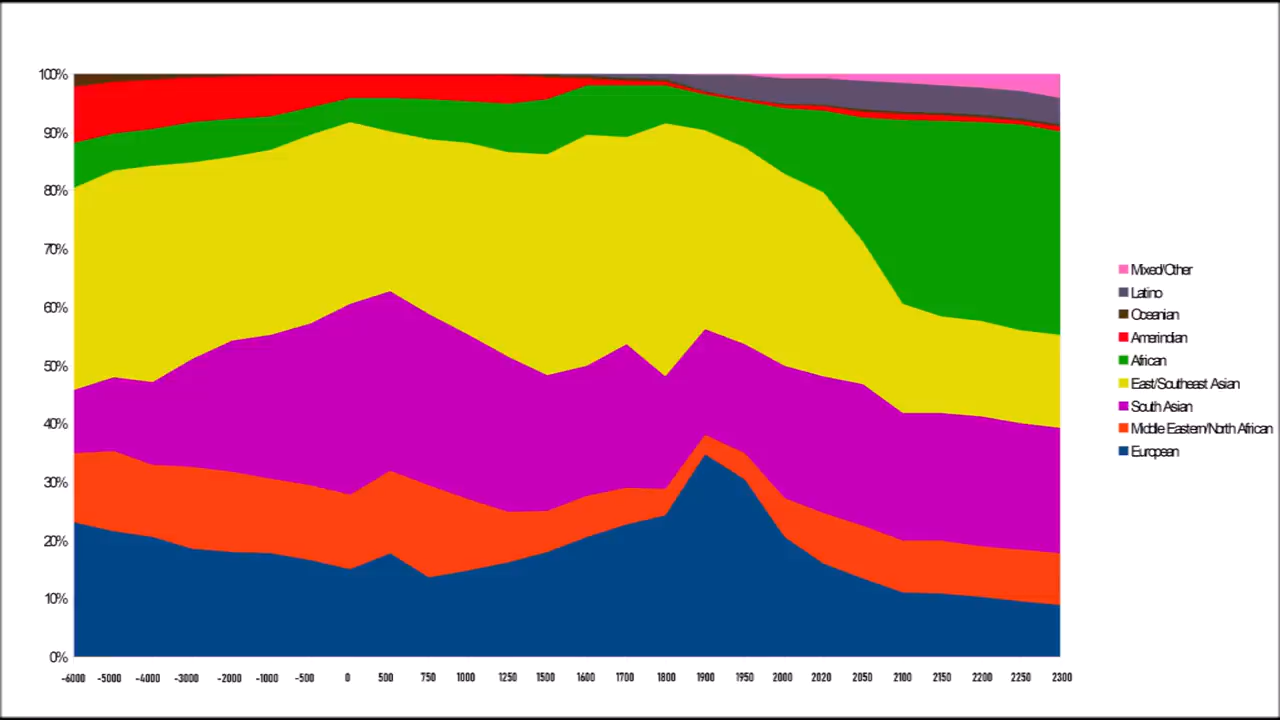 100%
90%
80%
70%
60%
50%
40%
30%
20%
10%
0%
-6000 -5000 -4000 -3000 -2000 -1000 -500 0 500 750 1000 1250 1500 1600 1700 1800 1900 1950 2000 2020 2050 2100 2150 2200 2250 2300
Mixed/Other
Latino
Oceanian
Amerindian
African
East/Southeast Asian
South Asian
Middle Eastern/North African
European